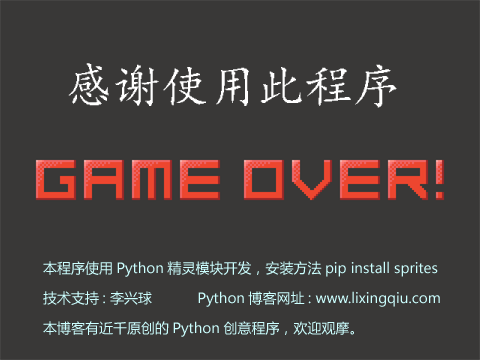 感谢使用此程序
GAME OVER!
本程序使用 Python 精灵模块开发，安装方法 pip install sprites
技术支持：李兴球 Python 博客网址：www.lixingqiu.com
本博客有近千原创的 Python 创意程序，欢迎观摩。